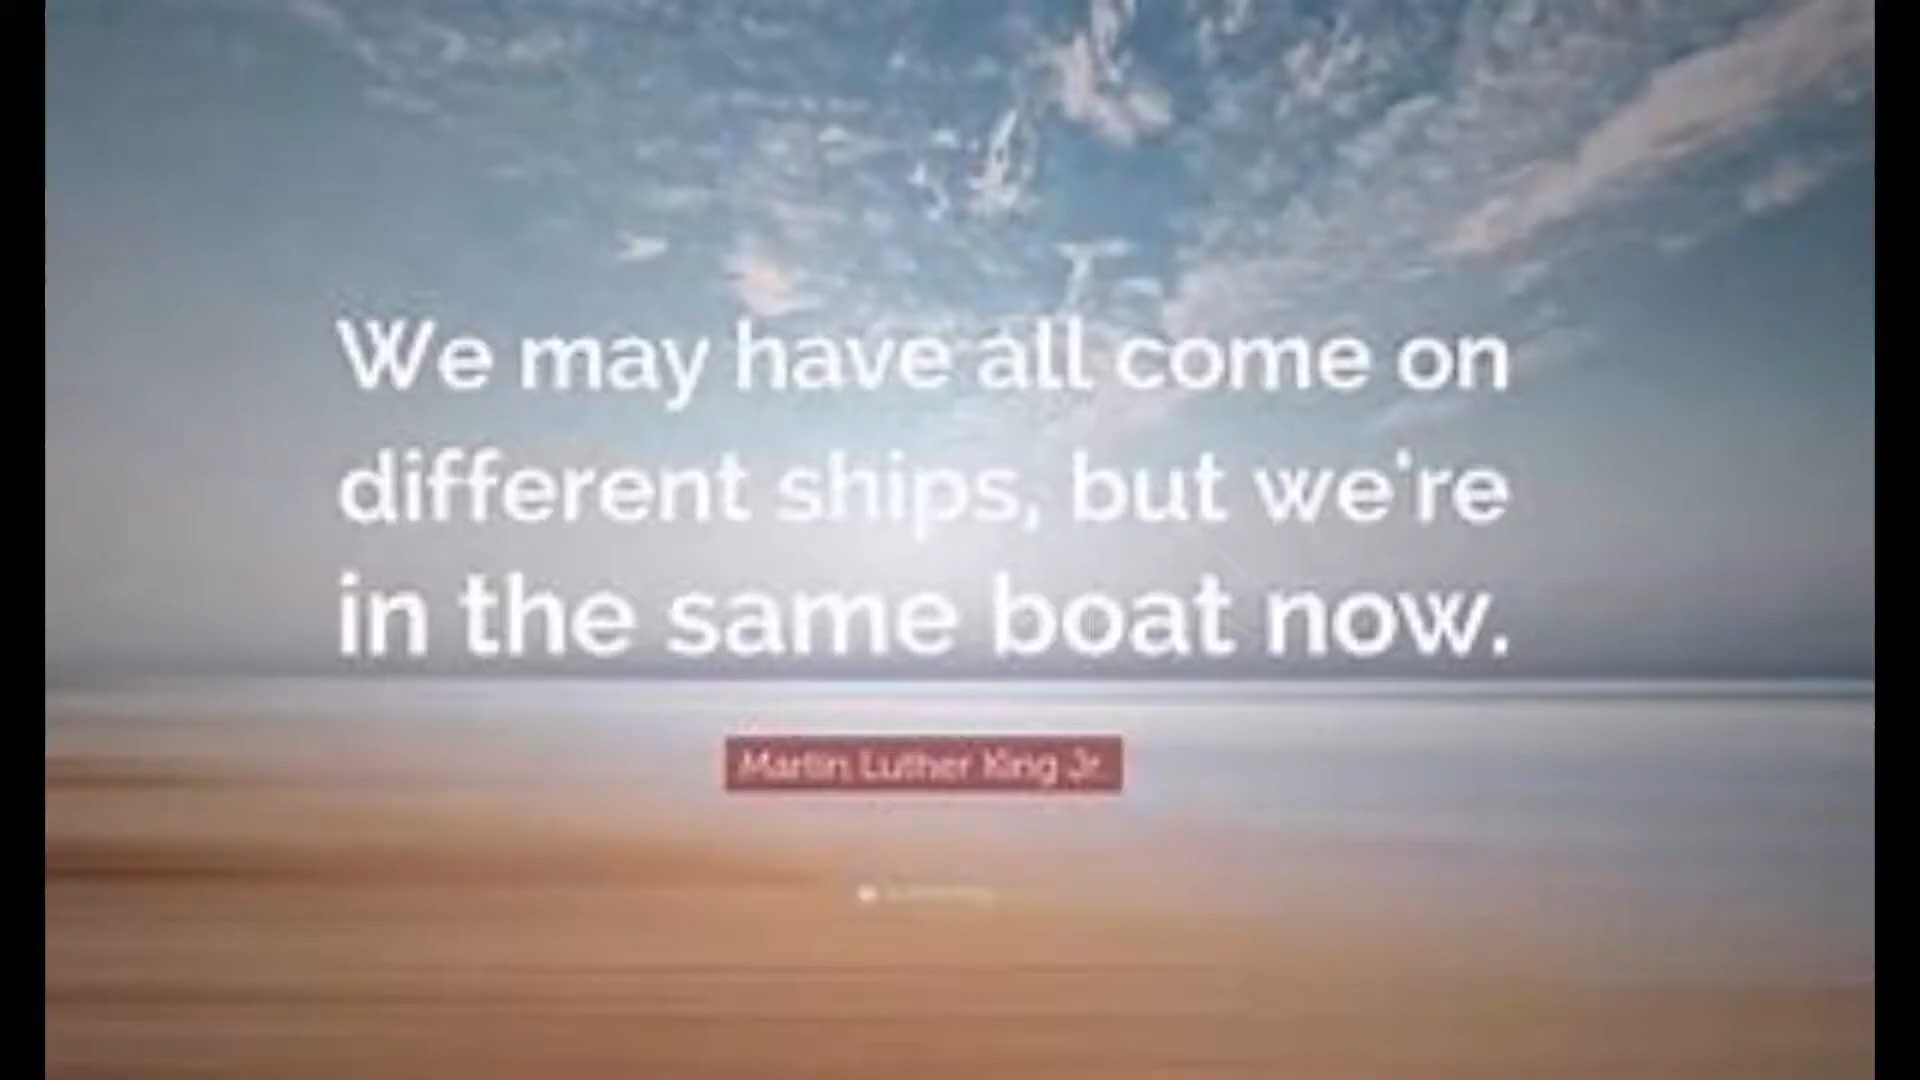 We may have all come on
different ships, but we're
in the same boat now.
Martin Luther King Jr.